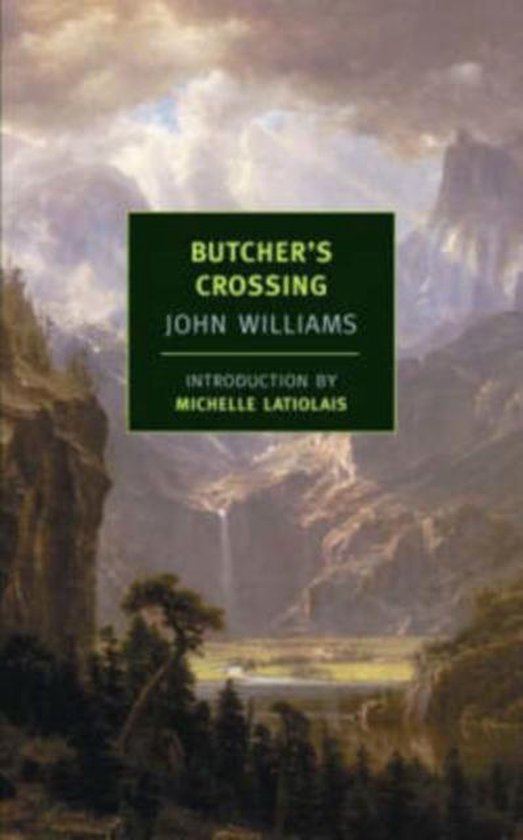 BUTCHER'S
CROSSING
JOHN WILLIAMS
INTRODUCTION BY
MICHELLE LATIOLAIS